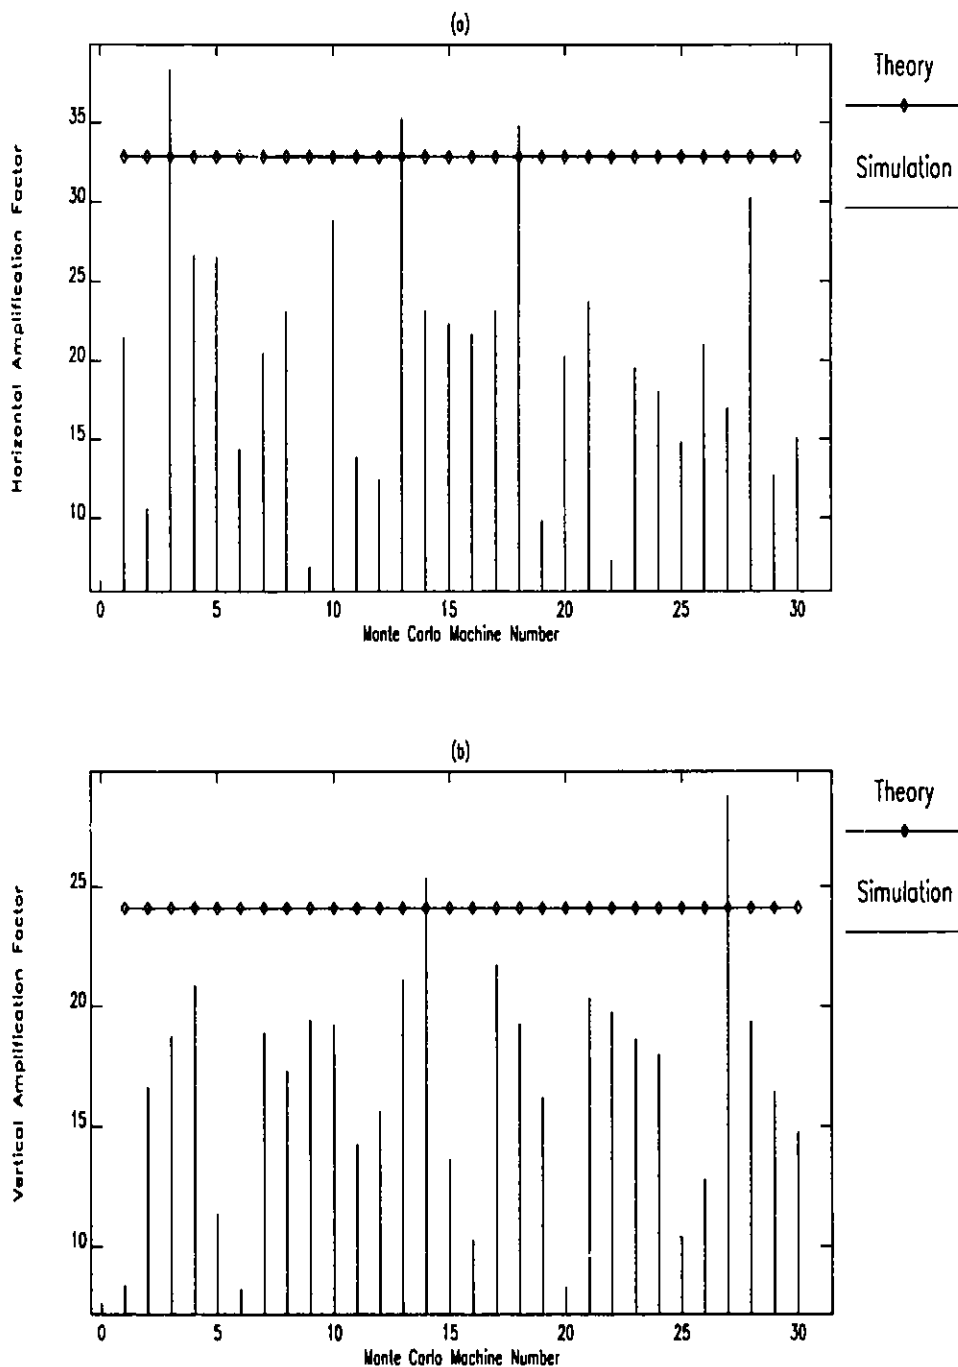 (a)
Theory
Simulation
Horizontal Amplification Factor
35
30
25
20
15
10
0 5 10 15 20 25 30
Monte Carlo Machine Number
(b)
Theory
Simulation
Vertical Amplification Factor
25
20
15
10
0 5 10 15 20 25 30
Monte Carlo Machine Number